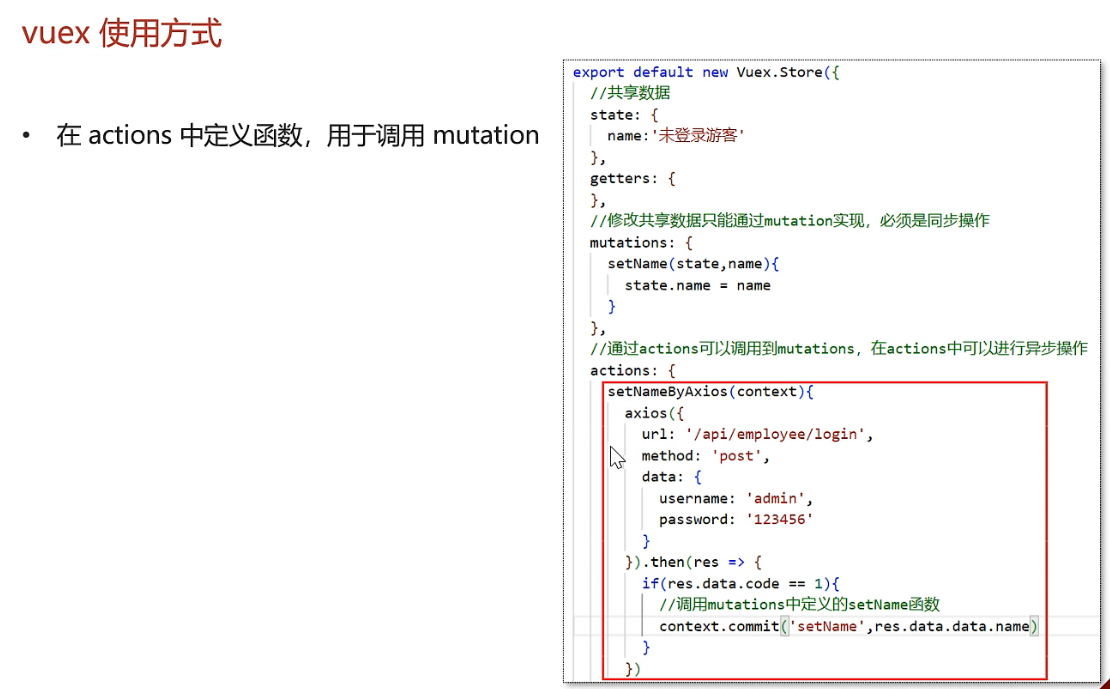 vuex 使用方式
• 在 actions 中定义函数，用于调用 mutation
export default new Vuex.Store({
//共享数据
state: {
name:'未登录游客'
},
getters: {
},
//修改共享数据只能通过mutation实现，必须是同步操作
mutations: {
setName(state,name){
state.name = name
}
},
//通过actions可以调用到mutations，在actions中可以进行异步操作
actions: {
setNameByAxios(context){
axios({
url: '/api/employee/login',
method: 'post',
data: {
username: 'admin',
password: '123456'
}
}).then(res => {
if(res.data.code == 1){
//调用mutations中定义的setName函数
context.commit('setName',res.data.data.name)
}
})